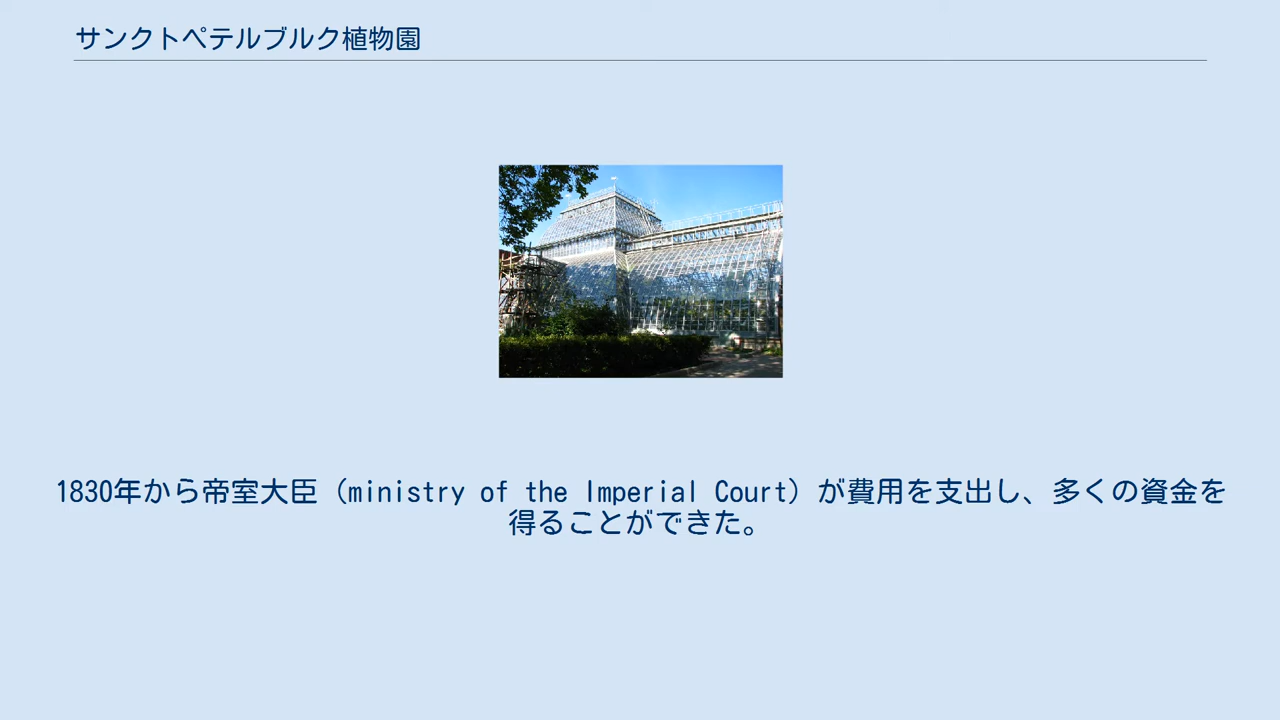 サンクトペテルブルク植物園
1830年から帝室大臣（ministry of the Imperial Court）が費用を支出し、多くの資金を
得ることができた。